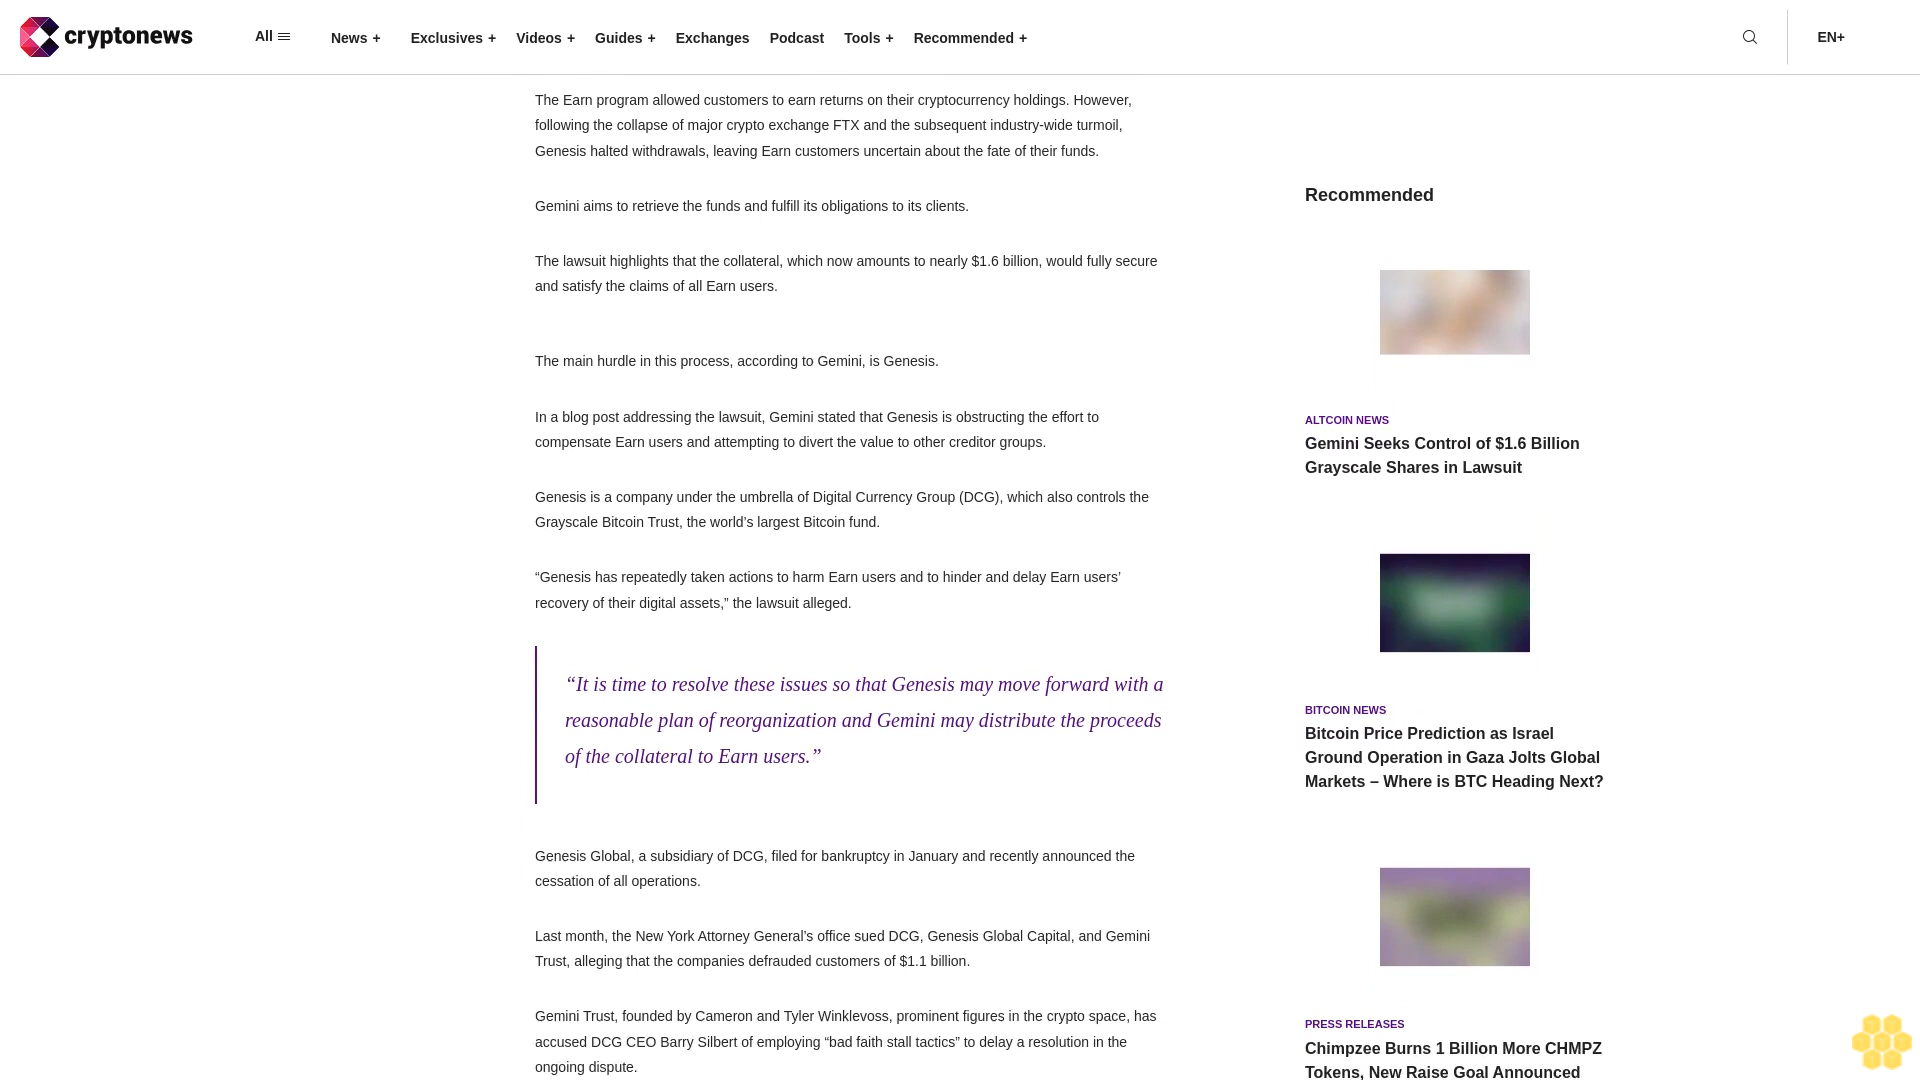 cryptonews
All
News +
Exclusives +
Videos +
Guides +
Exchanges
Podcast
Tools +
Recommended +
EN+
The Earn program allowed customers to earn returns on their cryptocurrency holdings. However,
following the collapse of major crypto exchange FTX and the subsequent industry-wide turmoil,
Genesis halted withdrawals, leaving Earn customers uncertain about the fate of their funds.
Gemini aims to retrieve the funds and fulfill its obligations to its clients.
The lawsuit highlights that the collateral, which now amounts to nearly $1.6 billion, would fully secure
and satisfy the claims of all Earn users.
The main hurdle in this process, according to Gemini, is Genesis.
In a blog post addressing the lawsuit, Gemini stated that Genesis is obstructing the effort to
compensate Earn users and attempting to divert the value to other creditor groups.
Genesis is a company under the umbrella of Digital Currency Group (DCG), which also controls the
Grayscale Bitcoin Trust, the world’s largest Bitcoin fund.
“Genesis has repeatedly taken actions to harm Earn users and to hinder and delay Earn users’
recovery of their digital assets,” the lawsuit alleged.
“It is time to resolve these issues so that Genesis may move forward with a
reasonable plan of reorganization and Gemini may distribute the proceeds
of the collateral to Earn users.”
Genesis Global, a subsidiary of DCG, filed for bankruptcy in January and recently announced the
cessation of all operations.
Last month, the New York Attorney General’s office sued DCG, Genesis Global Capital, and Gemini
Trust, alleging that the companies defrauded customers of $1.1 billion.
Gemini Trust, founded by Cameron and Tyler Winklevoss, prominent figures in the crypto space, has
accused DCG CEO Barry Silbert of employing “bad faith stall tactics” to delay a resolution in the
ongoing dispute.
Recommended
ALTCOIN NEWS
Gemini Seeks Control of $1.6 Billion
Grayscale Shares in Lawsuit
BITCOIN NEWS
Bitcoin Price Prediction as Israel
Ground Operation in Gaza Jolts Global
Markets – Where is BTC Heading Next?
PRESS RELEASES
Chimpzee Burns 1 Billion More CHMPZ
Tokens, New Raise Goal Announced